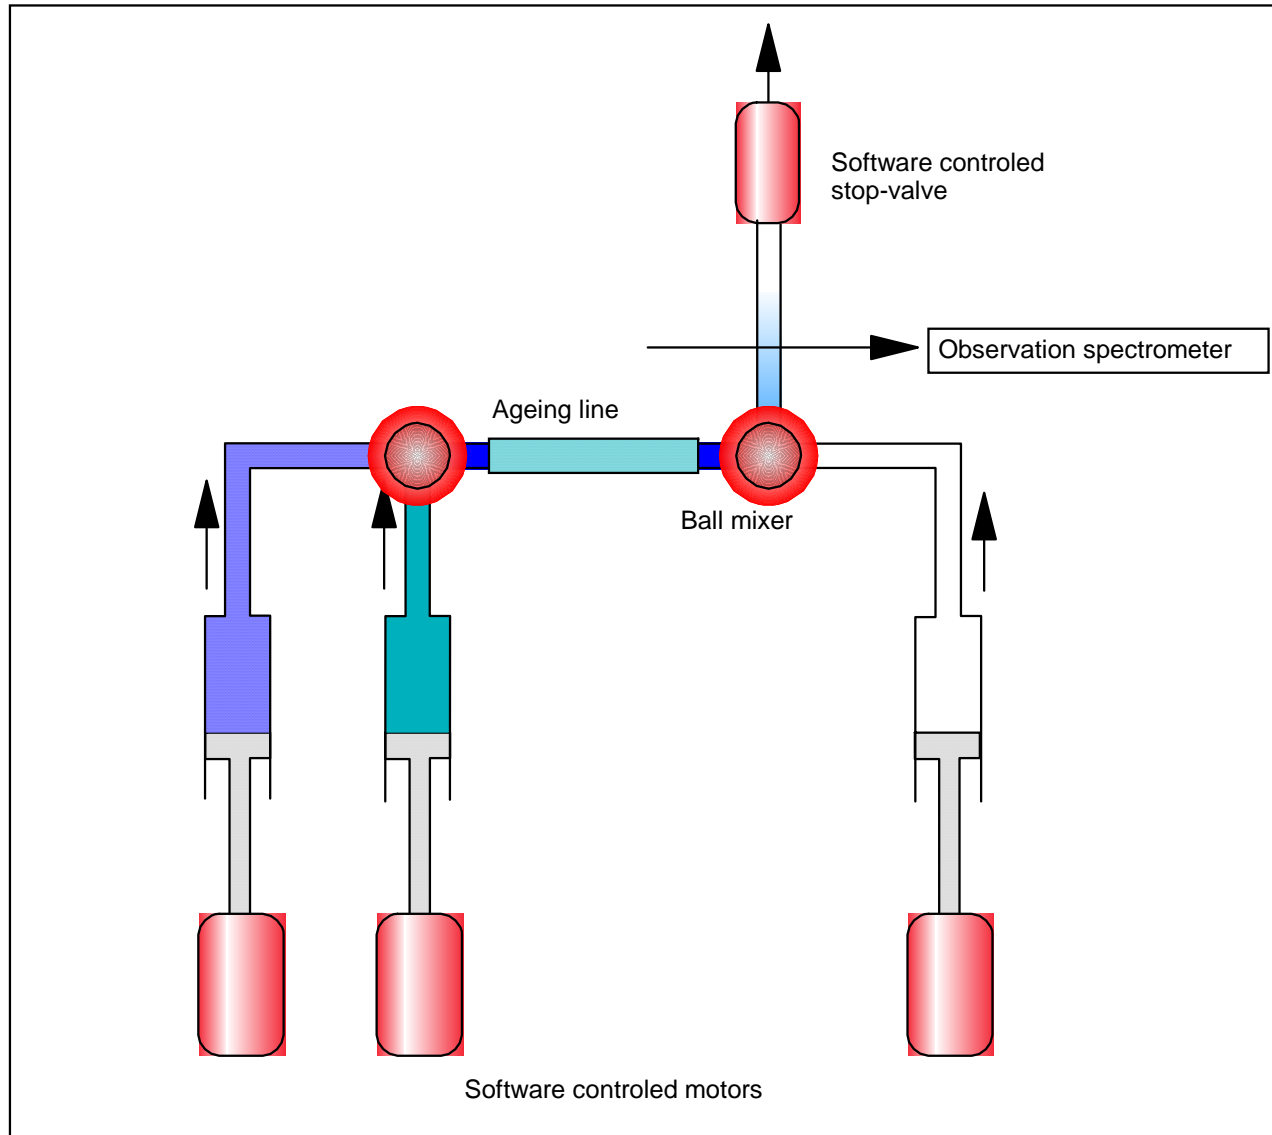 Software controled
stop-valve
Observation spectrometer
Ageing line
Ball mixer
Software controled motors